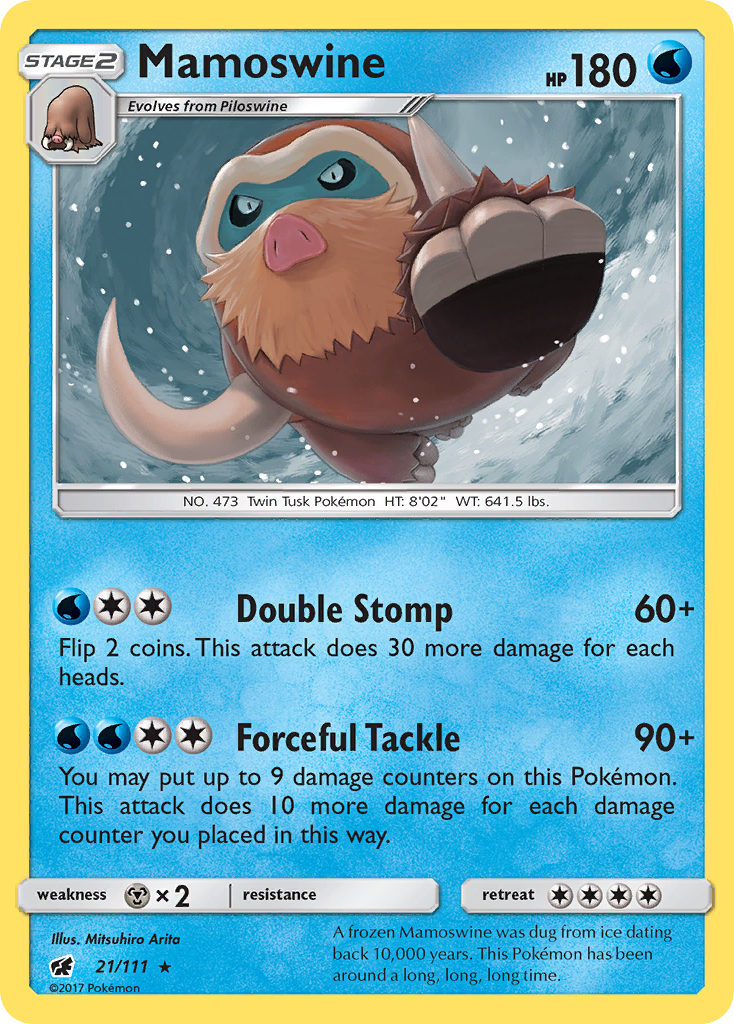 STAGE2
Mamoswine
HP 180
Evolves from Piloswine
NO. 473 Twin Tusk Pokémon HT: 8'02" WT: 641.5 lbs.
Double Stomp 60+
Flip 2 coins. This attack does 30 more damage for each
heads.
Forceful Tackle 90+
You may put up to 9 damage counters on this Pokémon.
This attack does 10 more damage for each damage
counter you placed in this way.
weakness ×2 resistance retreat
Illus. Mitsuhiro Arita
21/111 ★
©2017 Pokémon
A frozen Mamoswine was dug from ice dating
back 10,000 years. This Pokémon has been
around a long, long, long time.